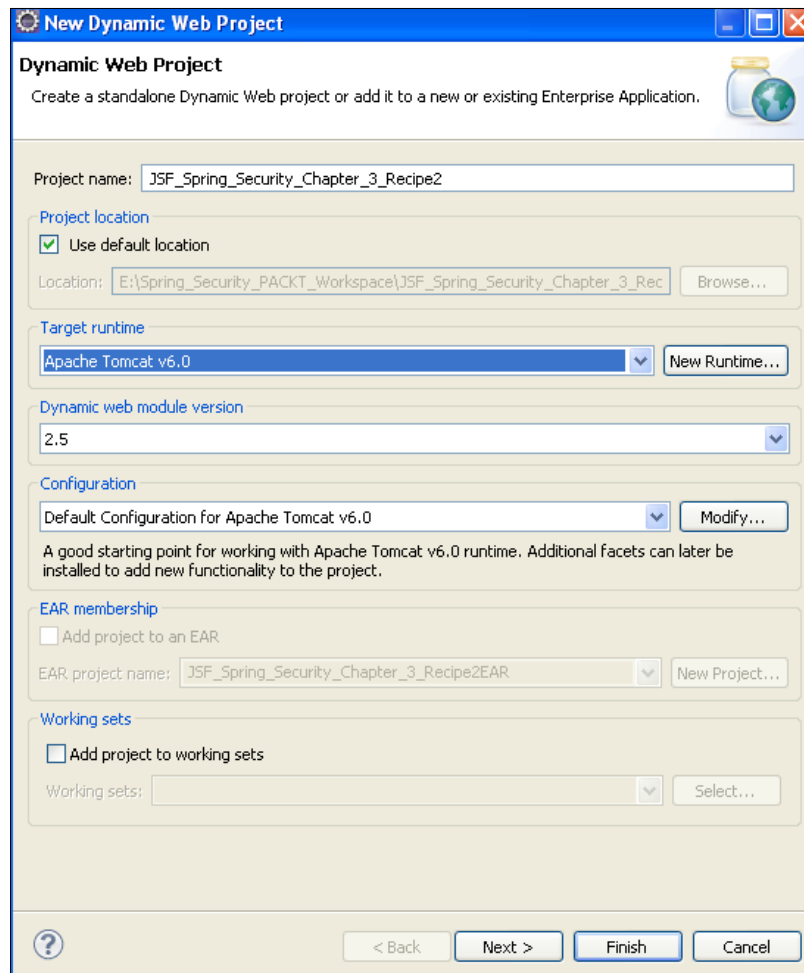 New Dynamic Web Project
Dynamic Web Project
Create a standalone Dynamic Web project or add it to a new or existing Enterprise Application.
Project name: JSF_Spring_Security_Chapter_3_Recipe2
Project location
Use default location
Location: E:\Spring_Security_PACKT_Workspace\JSF_Spring_Security_Chapter_3_Rec Browse...
Target runtime
Apache Tomcat v6.0 New Runtime...
Dynamic web module version
2.5
Configuration
Default Configuration for Apache Tomcat v6.0 Modify...
A good starting point for working with Apache Tomcat v6.0 runtime. Additional facets can later be
installed to add new functionality to the project.
EAR membership
Add project to an EAR
EAR project name: JSF_Spring_Security_Chapter_3_Recipe2EAR New Project...
Working sets
Add project to working sets
Working sets: Select...
? < Back Next > Finish Cancel